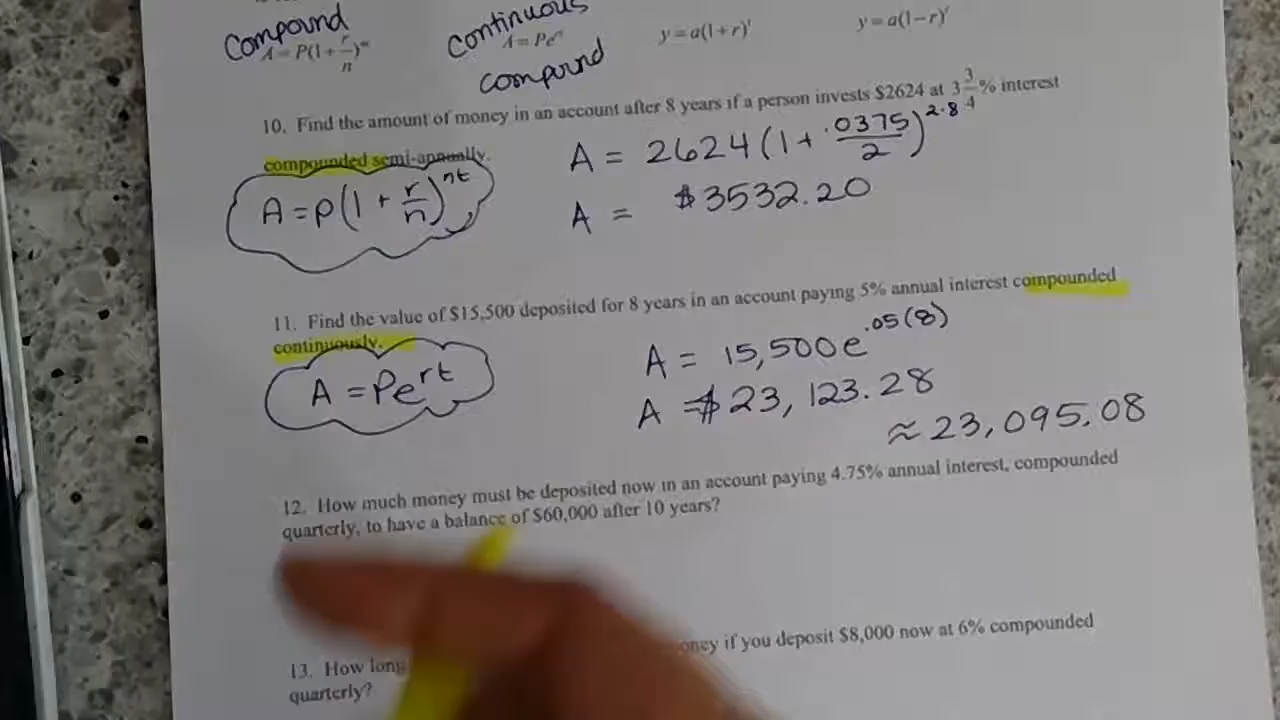 Compound
continuous
A = P(1 + r/n)^nt
A = Pe^rt
y = a(1 + r)^t
y = a(1 − r)^t
compound
10. Find the amount of money in an account after 8 years if a person invests $2624 at 3 3/4 % interest
compounded semi-annually.
A = P(1 + r/n)^nt
A = 2624(1 + .0375/2)^2·8
A = $3532.20
11. Find the value of $15,500 deposited for 8 years in an account paying 5% annual interest compounded
continuously.
A = Pe^rt
A = 15,500e^.05(8)
A = $23,123.28
≈ 23,095.08
12. How much money must be deposited now in an account paying 4.75% annual interest, compounded
quarterly, to have a balance of $60,000 after 10 years?
13. How long
oney if you deposit $8,000 now at 6% compounded
quarterly?